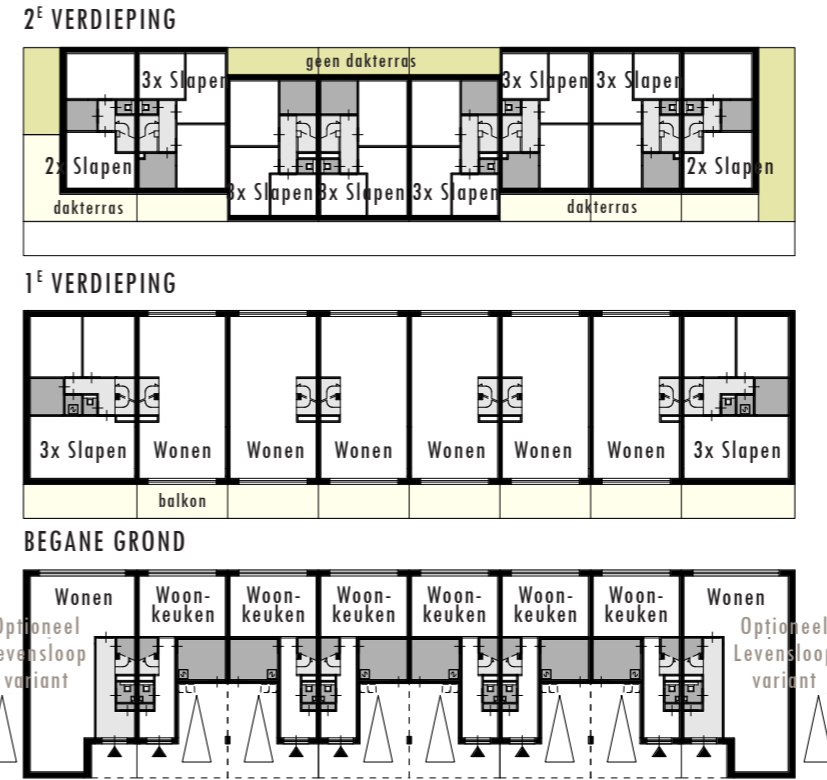 2E VERDIEPING
geen dakterras
3x Slapen
3x Slapen
3x Slapen
2x Slapen
2x Slapen
3x Slapen
3x Slapen
3x Slapen
dakterras
dakterras
1E VERDIEPING
3x Slapen
Wonen
Wonen
Wonen
Wonen
Wonen
Wonen
3x Slapen
balkon
BEGANE GROND
Wonen
Woon-
keuken
Woon-
keuken
Woon-
keuken
Woon-
keuken
Woon-
keuken
Woon-
keuken
Wonen
Optioneel
Levensloop
variant
Optioneel
Levensloop
variant